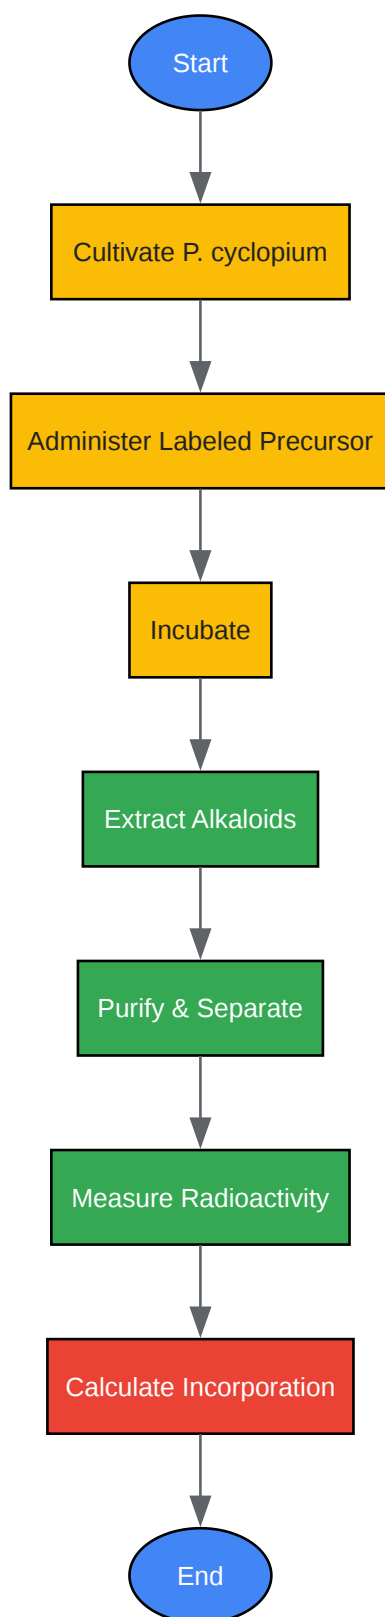 Start
Cultivate P. cyclopium
Administer Labeled Precursor
Incubate
Extract Alkaloids
Purify & Separate
Measure Radioactivity
Calculate Incorporation
End